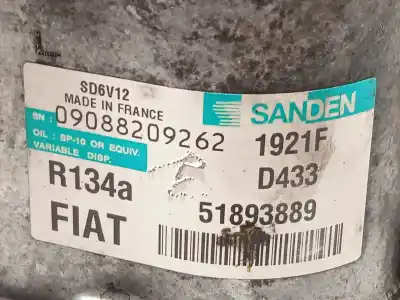 SD6V12
MADE IN FRANCE
SANDEN
SN : 09088209262
1921F
OIL : SP-10 OR EQUIV.
VARIABLE DISP.
R134a
D433
FIAT
51893889